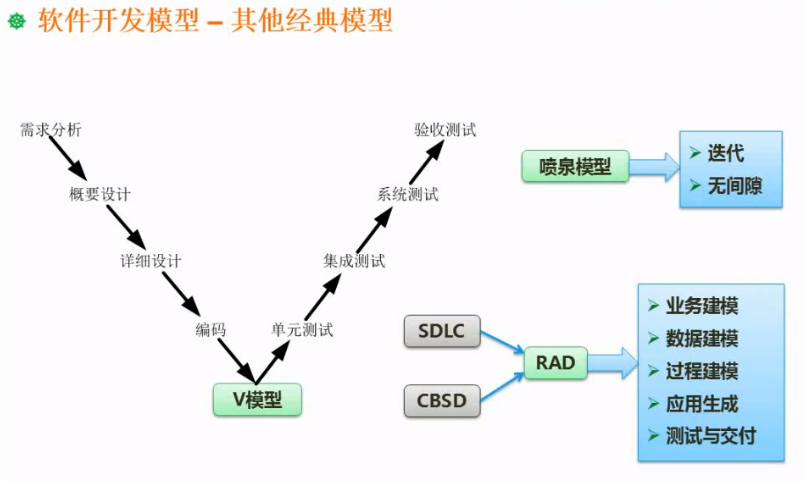 软件开发模型 – 其他经典模型
需求分析
概要设计
详细设计
编码
V模型
单元测试
集成测试
系统测试
验收测试
喷泉模型
迭代
无间隙
SDLC
CBSD
RAD
业务建模
数据建模
过程建模
应用生成
测试与交付